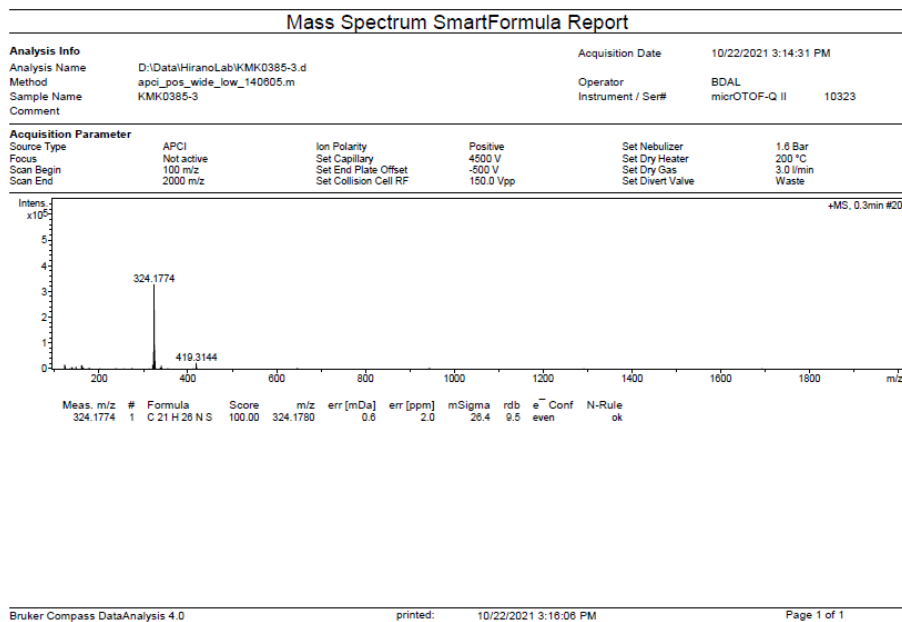 Mass Spectrum SmartFormula Report
Analysis Info
Acquisition Date 10/22/2021 3:14:31 PM
Analysis Name D:\Data\HiranoLab\KMK0385-3.d
Method apci_pos_wide_low_140605.m
Operator BDAL
Sample Name KMK0385-3
Instrument / Ser# micrOTOF-Q II 10323
Comment
Acquisition Parameter
Source Type APCI Ion Polarity Positive Set Nebulizer 1.6 Bar
Focus Not active Set Capillary 4500 V Set Dry Heater 200 °C
Scan Begin 100 m/z Set End Plate Offset -500 V Set Dry Gas 3.0 l/min
Scan End 2000 m/z Set Collision Cell RF 150.0 Vpp Set Divert Valve Waste
Intens.
x10⁵
+MS, 0.3min #20
5
4
324.1774
3
2
1
419.3144
0
200 400 600 800 1000 1200 1400 1600 1800 m/z
Meas. m/z # Formula Score m/z err [mDa] err [ppm] mSigma rdb e⁻ Conf N-Rule
324.1774 1 C 21 H 26 N S 100.00 324.1780 0.6 2.0 26.4 9.5 even ok
Bruker Compass DataAnalysis 4.0 printed: 10/22/2021 3:16:06 PM Page 1 of 1